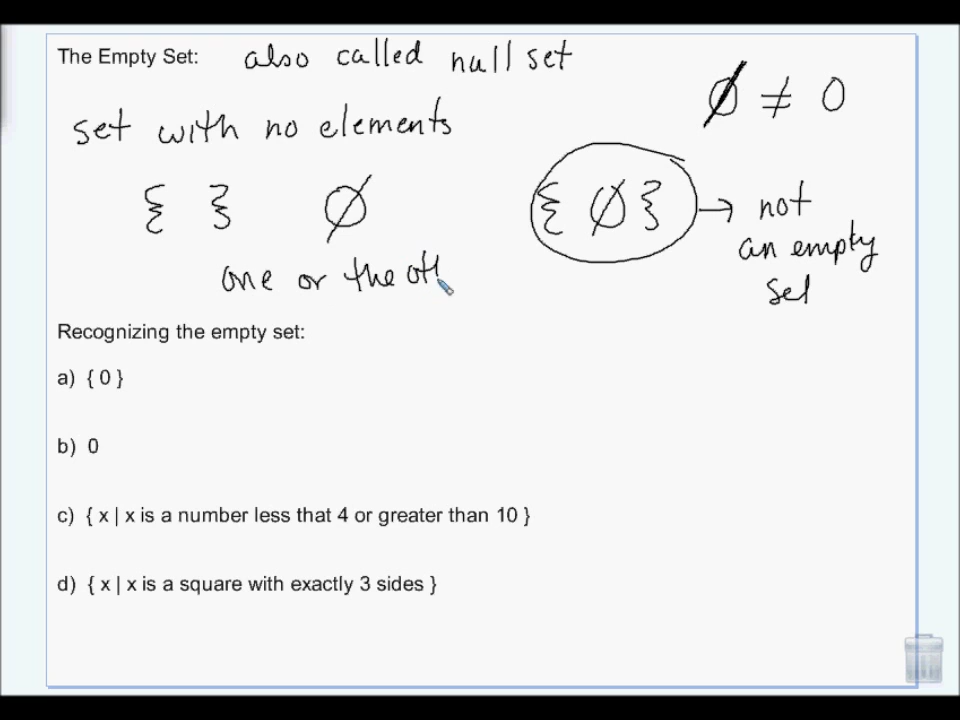 The Empty Set: also called null set
Ø ≠ 0
set with no elements
{ } Ø
{ Ø } → not
an empty
set
one or the oth
Recognizing the empty set:
a) { 0 }
b) 0
c) { x | x is a number less that 4 or greater than 10 }
d) { x | x is a square with exactly 3 sides }